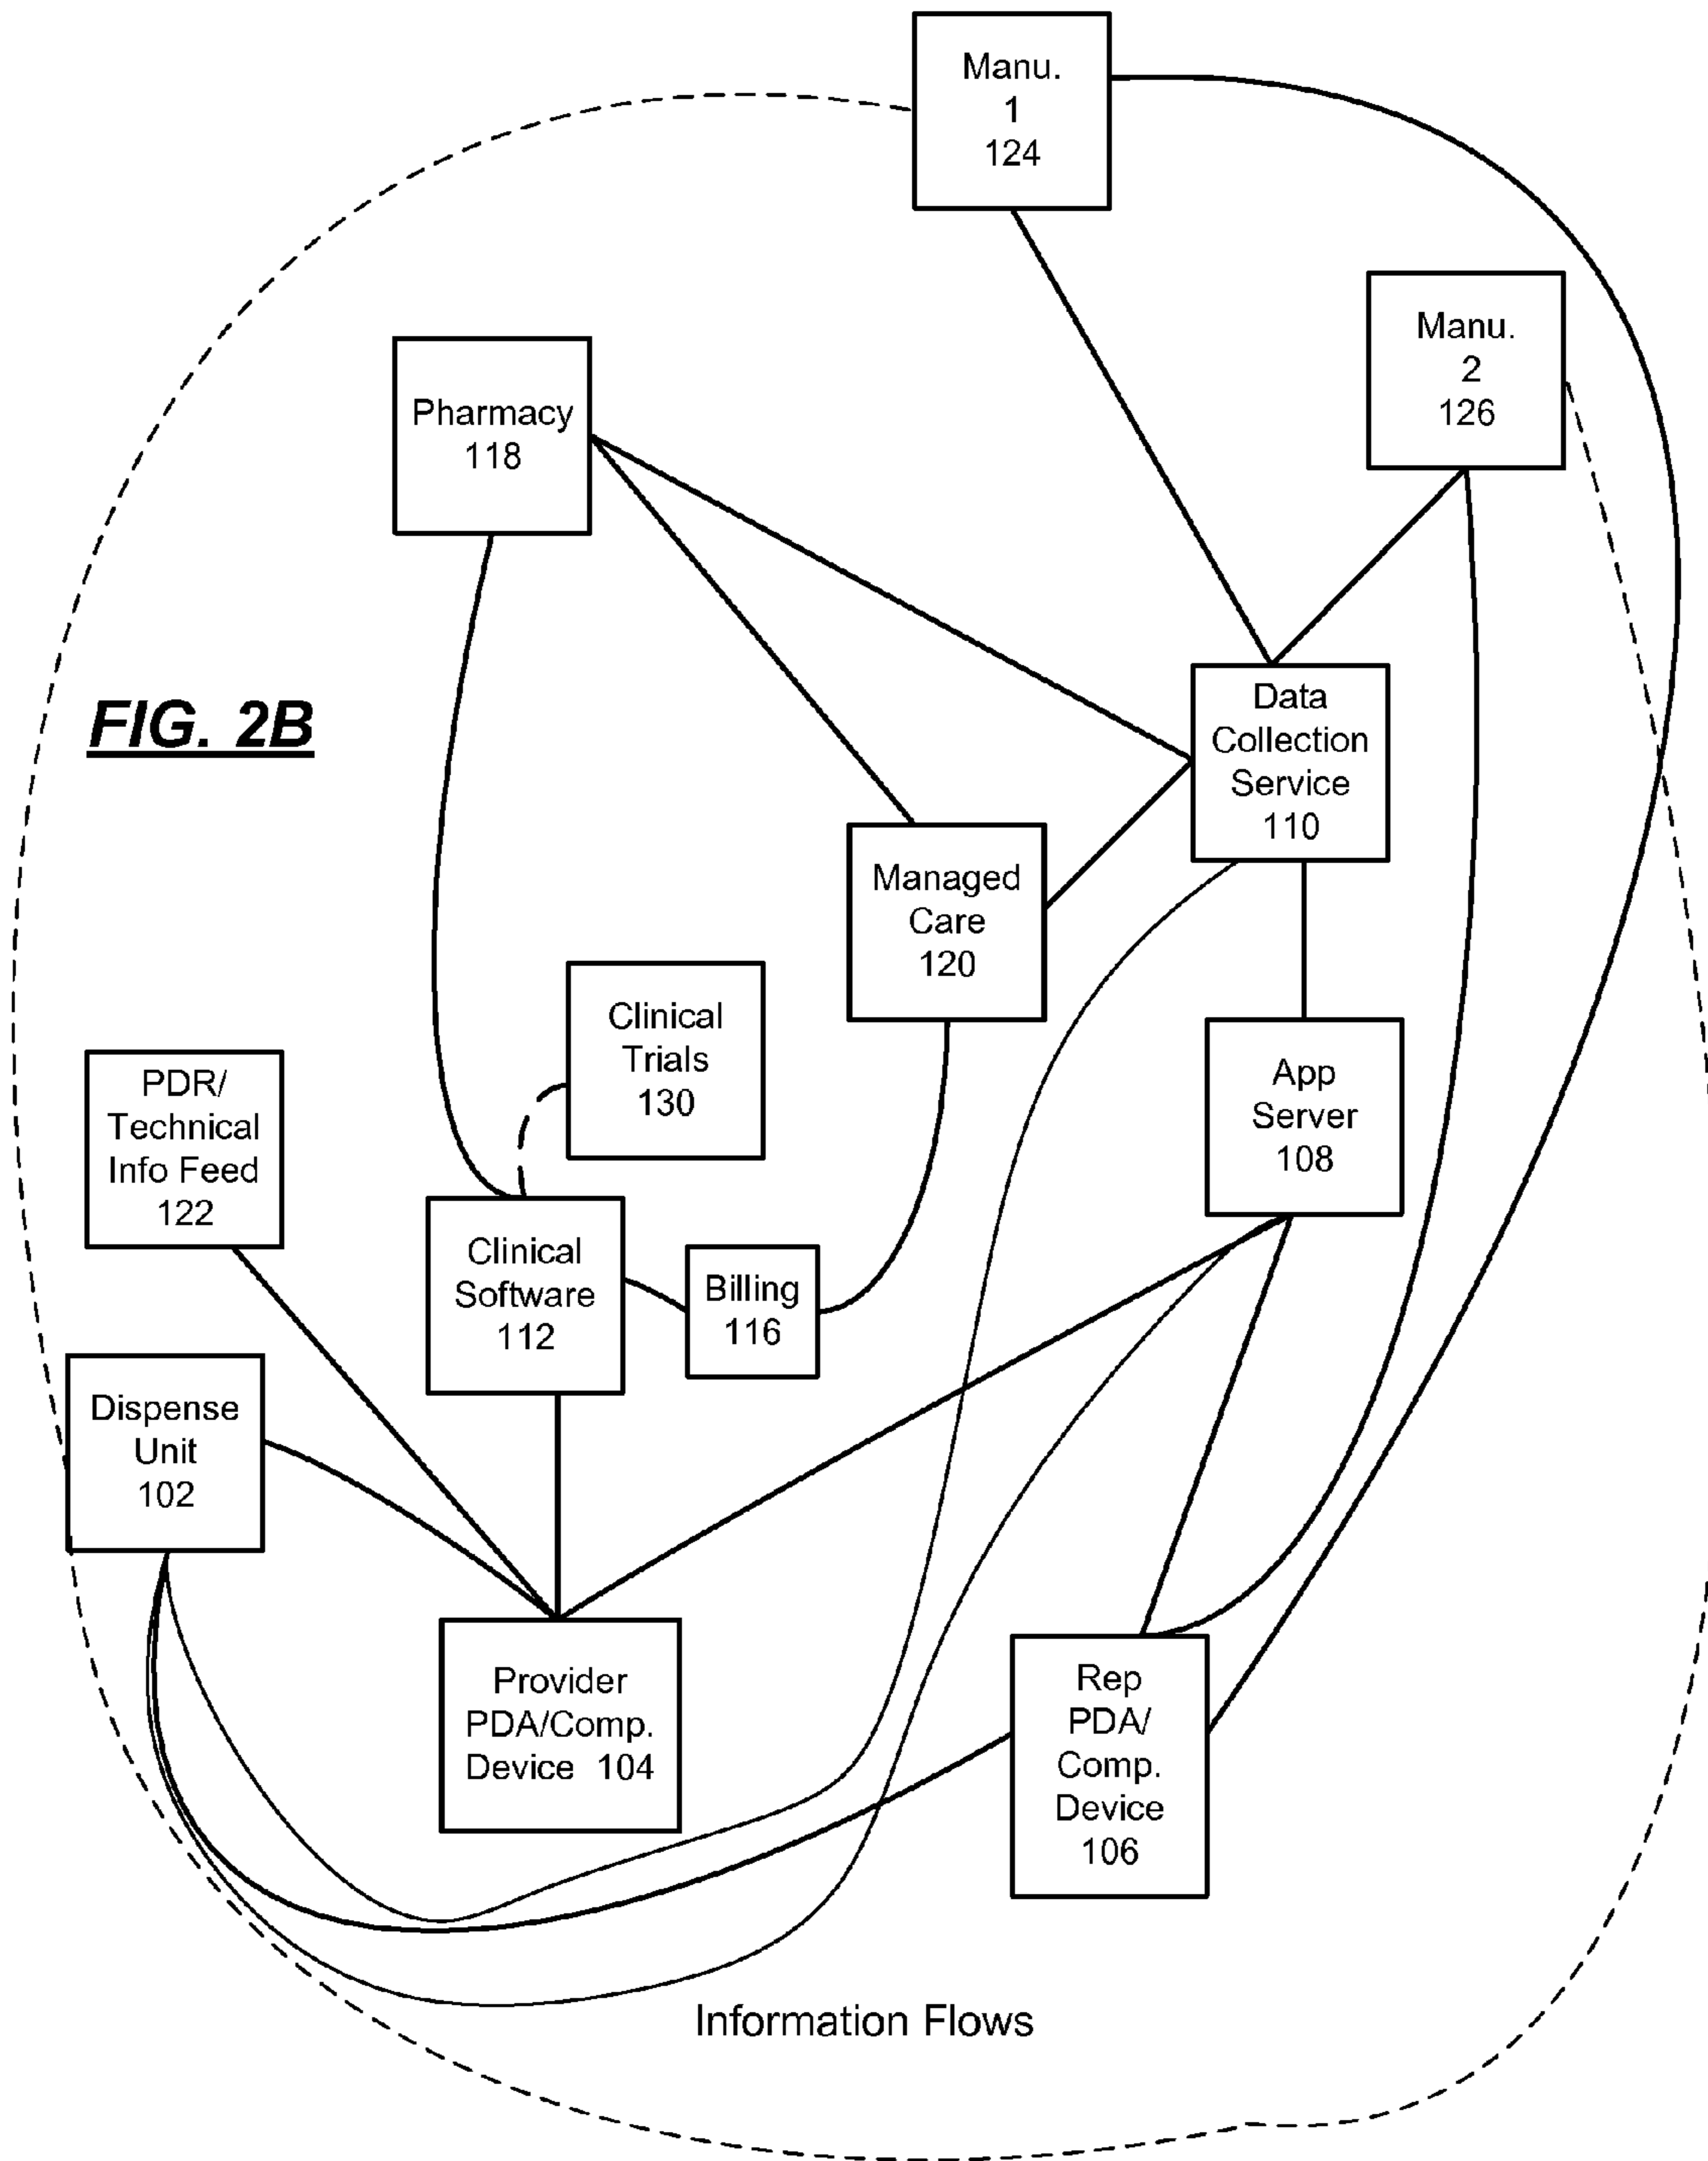 Manu.
1
124
Manu.
2
126
Pharmacy
118
FIG. 2B
Data
Collection
Service
110
Managed
Care
120
Clinical
Trials
130
App
Server
108
PDR/
Technical
Info Feed
122
Clinical
Software
112
Billing
116
Dispense
Unit
102
Provider
PDA/Comp.
Device 104
Rep
PDA/
Comp.
Device
106
Information Flows